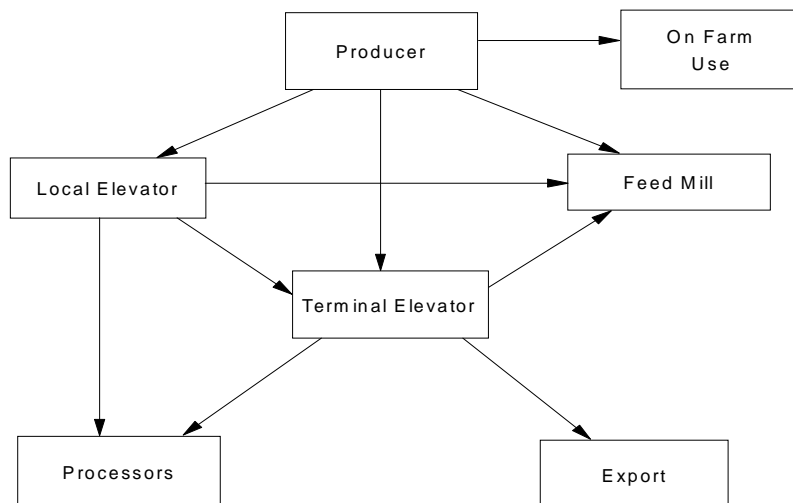 Producer
On Farm
Use
Local Elevator
Feed Mill
Terminal Elevator
Processors
Export